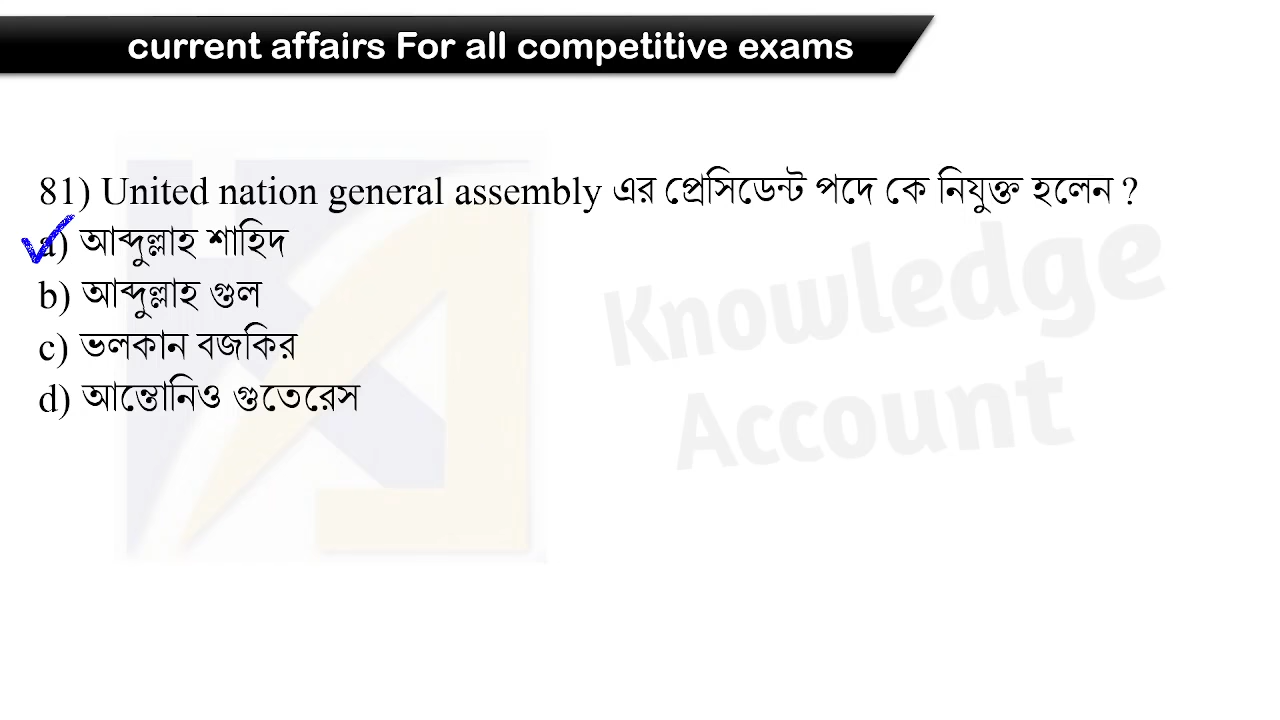 current affairs For all competitive exams
81) United nation general assembly এর প্রেসিডেন্ট পদে কে নিযুক্ত হলেন ?
a) আব্দুল্লাহ শাহিদ
b) আব্দুল্লাহ গুল
c) ভলকান বজকির
d) আন্তোনিও গুতেরেস
Knowledge
Account